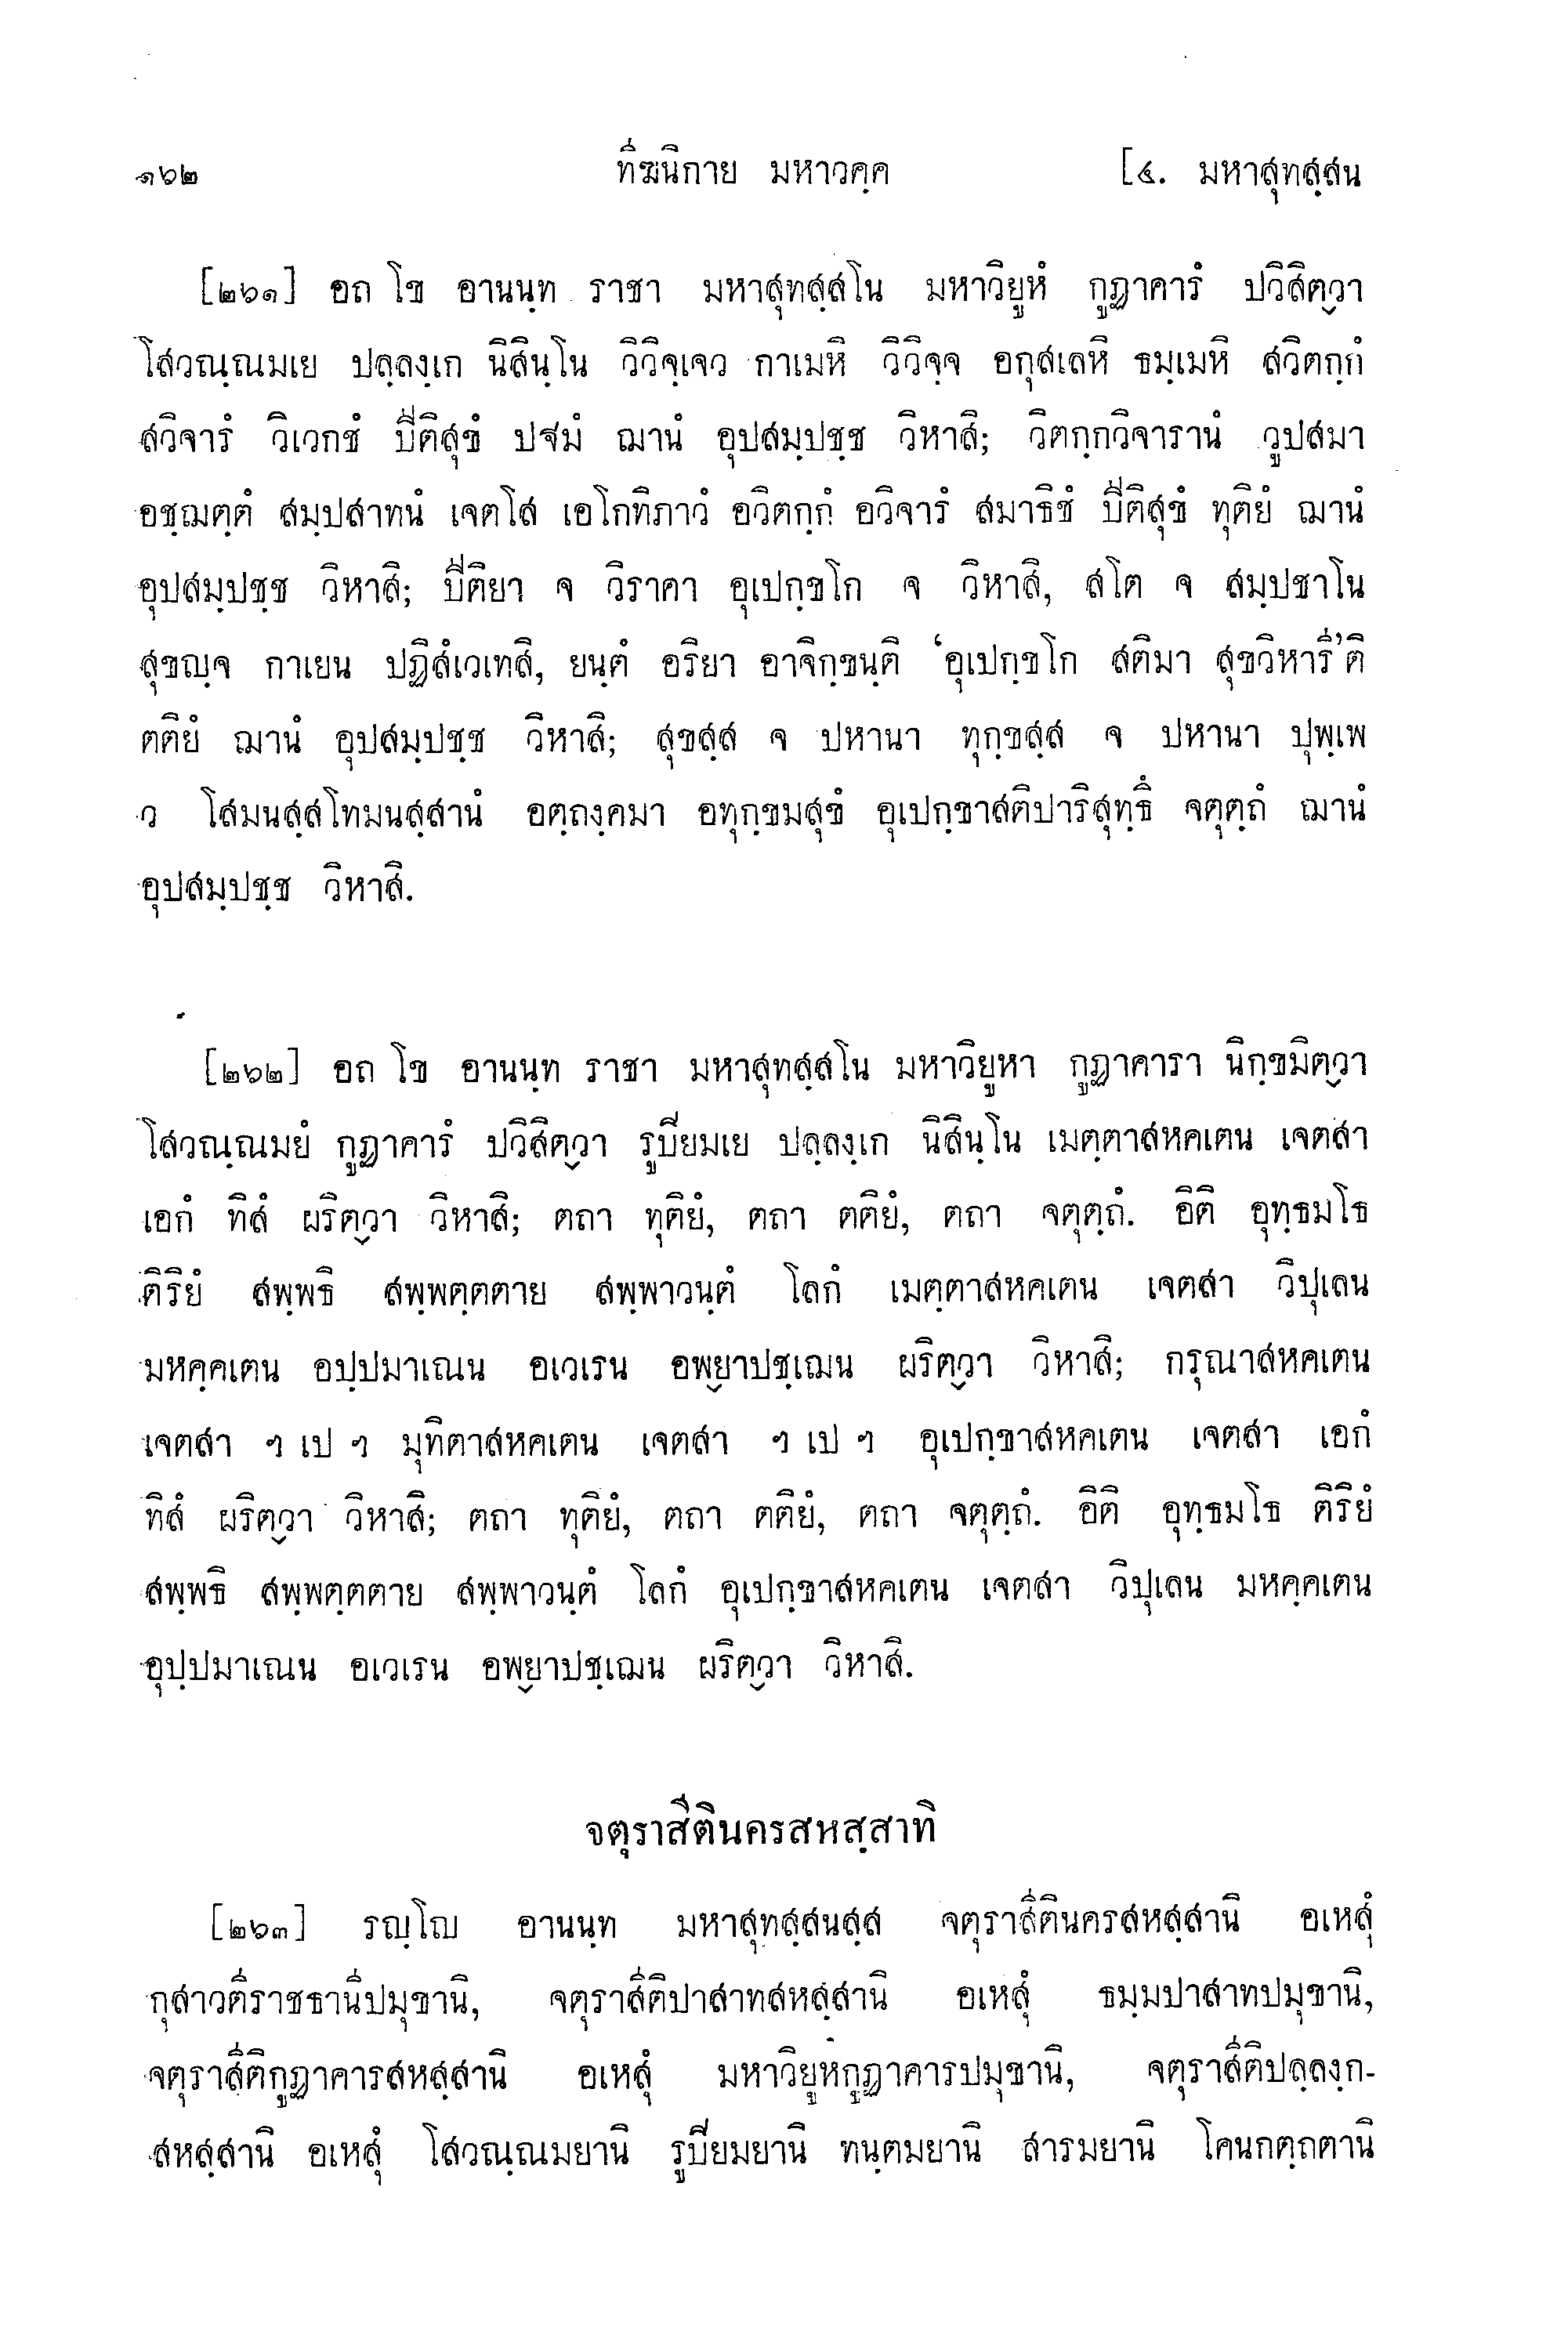 ๑๖๒ ทีฆนิกาย มหาวคฺค [๔. มหาสุทสฺสน
[๒๖๑] อถ โข อานนฺท ราชา มหาสุทสฺสโน มหาวิยูหํ กูฏาคารํ ปวิสิตฺวา
โสวณฺณมเย ปลฺลงฺเก นิสินฺโน วิวิจฺเจว กาเมหิ วิวิจฺจ อกุสเลหิ ธมฺเมหิ สวิตกฺกํ
สวิจารํ วิเวกชํ ปีติสุขํ ปฐมํ ฌานํ อุปสมฺปชฺช วิหาสิ; วิตกฺกวิจารานํ วูปสมา
อชฺฌตฺตํ สมฺปสาทนํ เจตโส เอโกทิภาวํ อวิตกฺกํ อวิจารํ สมาธิชํ ปีติสุขํ ทุติยํ ฌานํ
อุปสมฺปชฺช วิหาสิ; ปีติยา จ วิราคา อุเปกฺขโก จ วิหาสิ, สโต จ สมฺปชาโน
สุขญฺจ กาเยน ปฏิสํเวเทสิ, ยนฺตํ อริยา อาจิกฺขนฺติ ‘อุเปกฺขโก สติมา สุขวิหารี’ติ
ตติยํ ฌานํ อุปสมฺปชฺช วิหาสิ; สุขสฺส จ ปหานา ทุกฺขสฺส จ ปหานา ปุพฺเพ
ว โสมนสฺสโทมนสฺสานํ อตฺถงฺคมา อทุกฺขมสุขํ อุเปกฺขาสติปาริสุทฺธึ จตุตฺถํ ฌานํ
อุปสมฺปชฺช วิหาสิ.
[๒๖๒] อถ โข อานนฺท ราชา มหาสุทสฺสโน มหาวิยูหา กูฏาคารา นิกฺขมิตฺวา
โสวณฺณมยํ กูฏาคารํ ปวิสิตฺวา รูปิยมเย ปลฺลงฺเก นิสินฺโน เมตฺตาสหคเตน เจตสา
เอกํ ทิสํ ผริตฺวา วิหาสิ; ตถา ทุติยํ, ตถา ตติยํ, ตถา จตุตฺถํ. อิติ อุทฺธมโธ
ติริยํ สพฺพธิ สพฺพตฺตตาย สพฺพาวนฺตํ โลกํ เมตฺตาสหคเตน เจตสา วิปุเลน
มหคฺคเตน อปฺปมาเณน อเวเรน อพฺยาปชฺเฌน ผริตฺวา วิหาสิ; กรุณาสหคเตน
เจตสา ฯ เป ฯ มุทิตาสหคเตน เจตสา ฯ เป ฯ อุเปกฺขาสหคเตน เจตสา เอกํ
ทิสํ ผริตฺวา วิหาสิ; ตถา ทุติยํ, ตถา ตติยํ, ตถา จตุตฺถํ. อิติ อุทฺธมโธ ติริยํ
สพฺพธิ สพฺพตฺตตาย สพฺพาวนฺตํ โลกํ อุเปกฺขาสหคเตน เจตสา วิปุเลน มหคฺคเตน
อุปฺปมาเณน อเวเรน อพฺยาปชฺเฌน ผริตฺวา วิหาสิ.
จตุราสีตินครสหสฺสาทิ
[๒๖๓] รญฺโญ อานนฺท มหาสุทสฺสนสฺส จตุราสีตินครสหสฺสานิ อเหสุํ
กุสาวตีราชธานีปมุขานิ, จตุราสีติปาสาทสหสฺสานิ อเหสุํ ธมฺมปาสาทปมุขานิ,
จตุราสีติกูฏาคารสหสฺสานิ อเหสุํ มหาวิยูหกูฏาคารปมุขานิ, จตุราสีติปลฺลงฺก-
สหสฺสานิ อเหสุํ โสวณฺณมยานิ รูปิยมยานิ ทนฺตมยานิ สารมยานิ โคนกตฺถตานิ